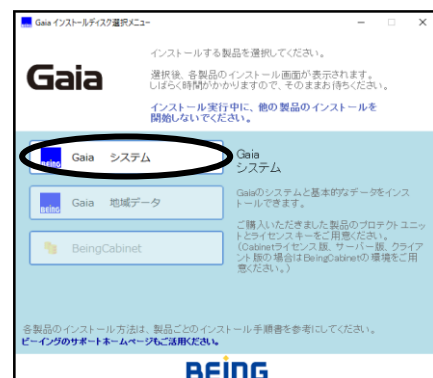 Gaia インストールディスク選択メニュー
インストールする製品を選択してください。
Gaia
選択後、各製品のインストール画面が表示されます。
しばらく時間がかかりますので、そのままお待ちください。
インストール実行中に、他の製品のインストールを
開始しないでください。
BEING Gaia システム
Gaia
システム
Gaiaのシステムと基本的なデータをインス
トールできます。
BEING Gaia 地域データ
ご購入いただきました製品のプロテクトユニッ
トとライセンスキーをご用意ください。
(Cabinetライセンス版、サーバー版、クライア
ント版の場合はBeingCabinetの環境をご用
意ください。)
BeingCabinet
各製品のインストール方法は、製品ごとのインストール手順書を参考にしてください。
ビーイングのサポートホームページもご活用ください。
BEING